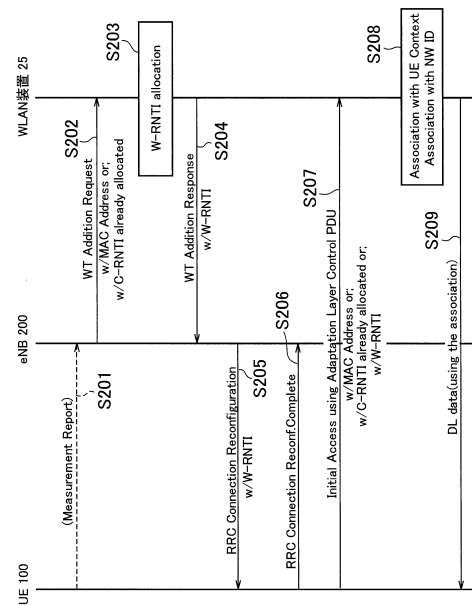 UE 100
eNB 200
WLAN装置 25
(Measurement Report)
S201
S202
WT Addition Request
w/MAC Address or;
w/C-RNTI already allocated
S203
W-RNTI allocation
WT Addition Response
w/W-RNTI
S204
RRC Connection Reconfiguration
w/W-RNTI
S205
S206
RRC Connection Reconf.Complete
S207
Initial Access using Adaptation Layer Control PDU
w/MAC Address or;
w/C-RNTI already allocated or;
w/W-RNTI
S208
Association with UE Context
Association with NW ID
S209
DL data(using the association)